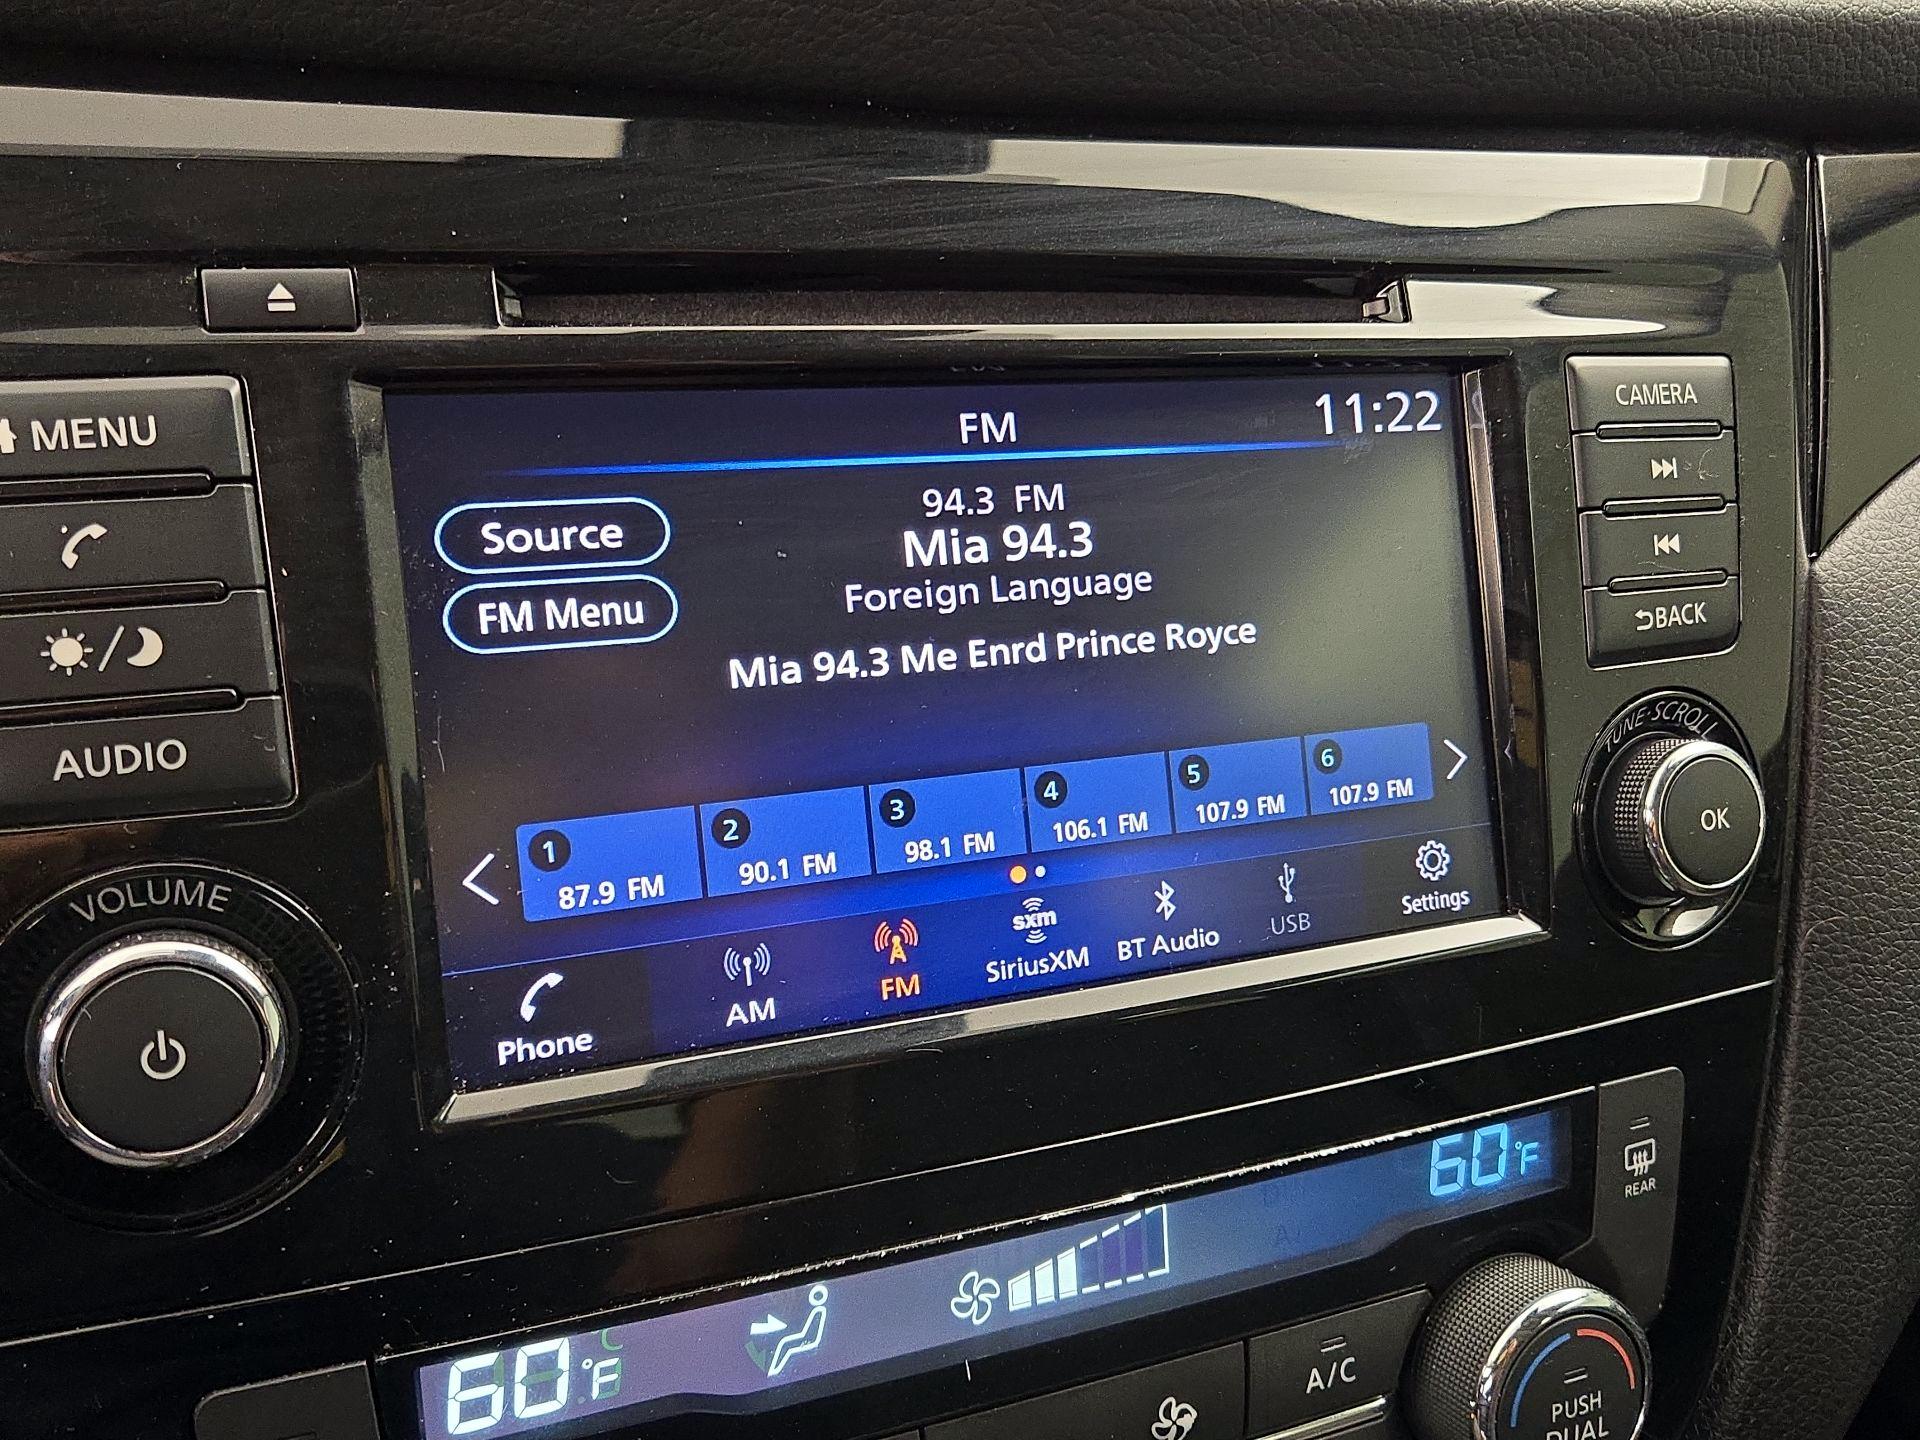 MENU
AUDIO
VOLUME
FM
11:22
Source
FM Menu
94.3 FM
Mia 94.3
Foreign Language
Mia 94.3 Me Enrd Prince Royce
1
87.9 FM
2
90.1 FM
3
98.1 FM
4
106.1 FM
5
107.9 FM
6
107.9 FM
Phone
AM
FM
sxm
SiriusXM
BT Audio
USB
Settings
CAMERA
BACK
TUNE·SCROLL
OK
60°F
60°F
REAR
A/C
PUSH
DUAL